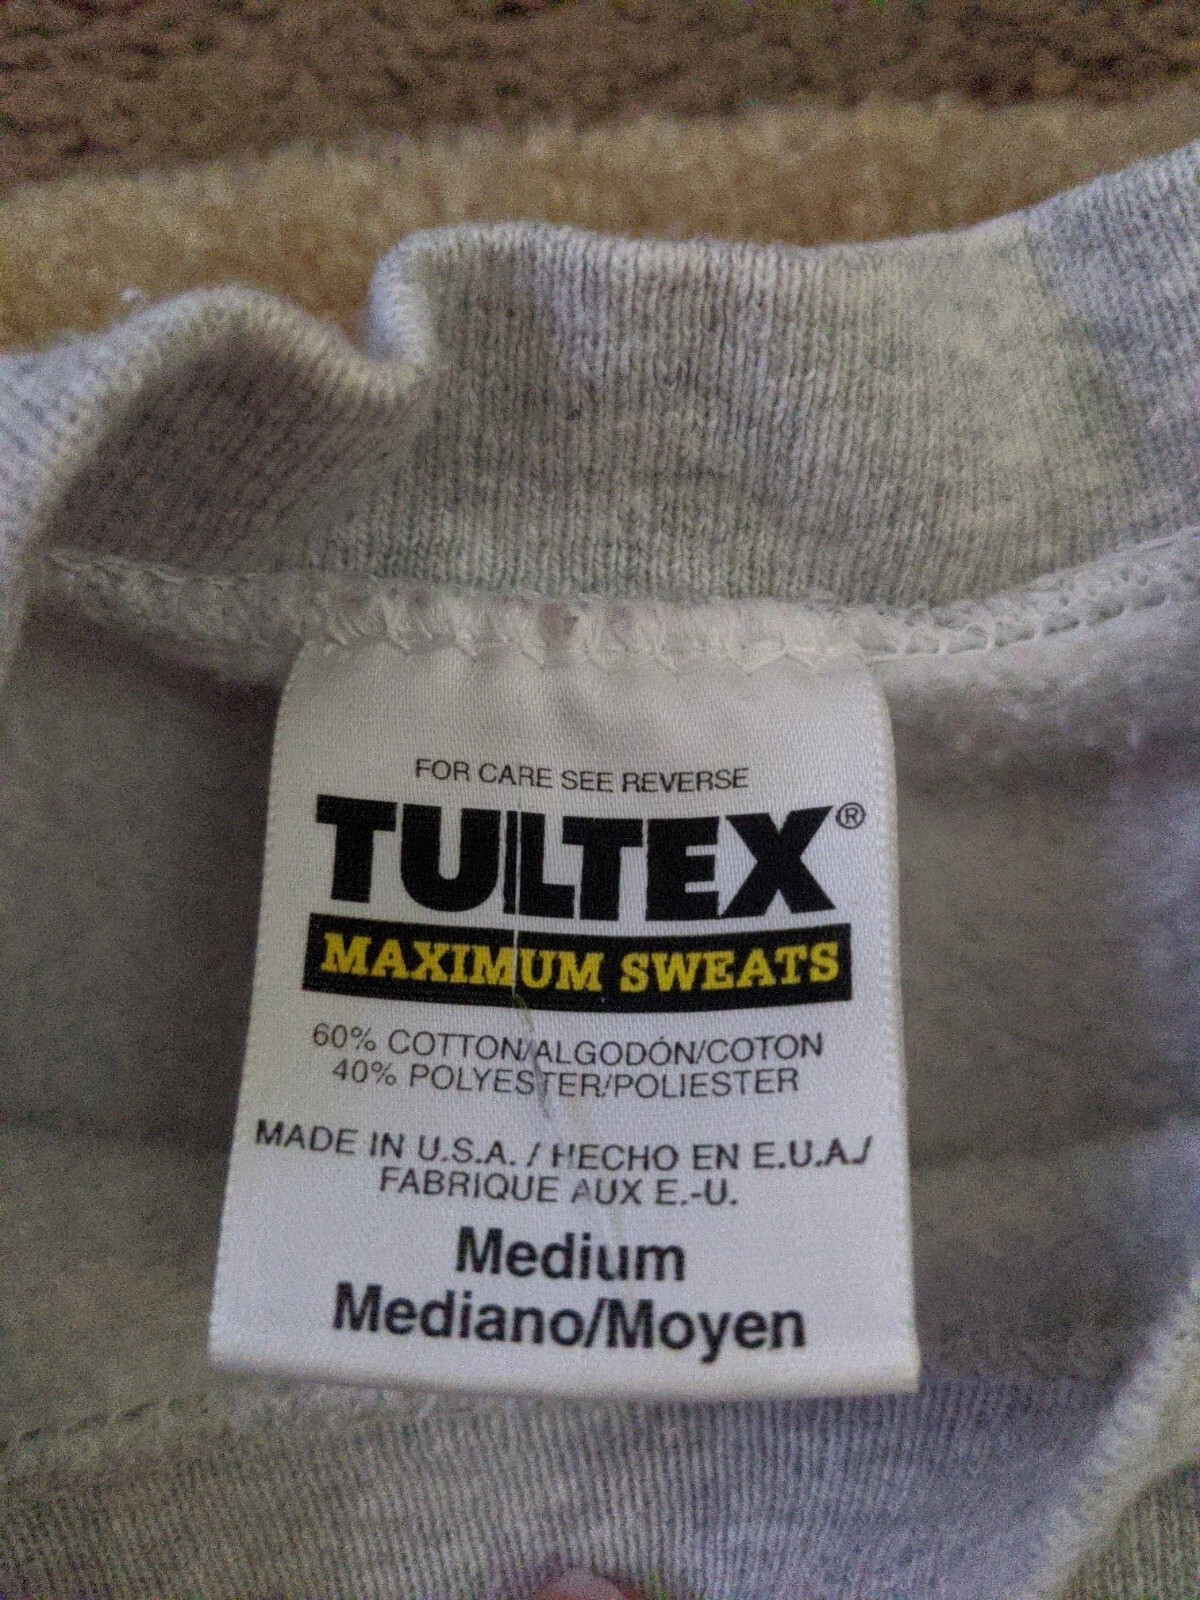 FOR CARE SEE REVERSE
TULTEX®
MAXIMUM SWEATS
60% COTTON/ALGODÓN/COTON
40% POLYESTER/POLIESTER
MADE IN U.S.A. / HECHO EN E.U.A./
FABRIQUE AUX E.-U.
Medium
Mediano/Moyen